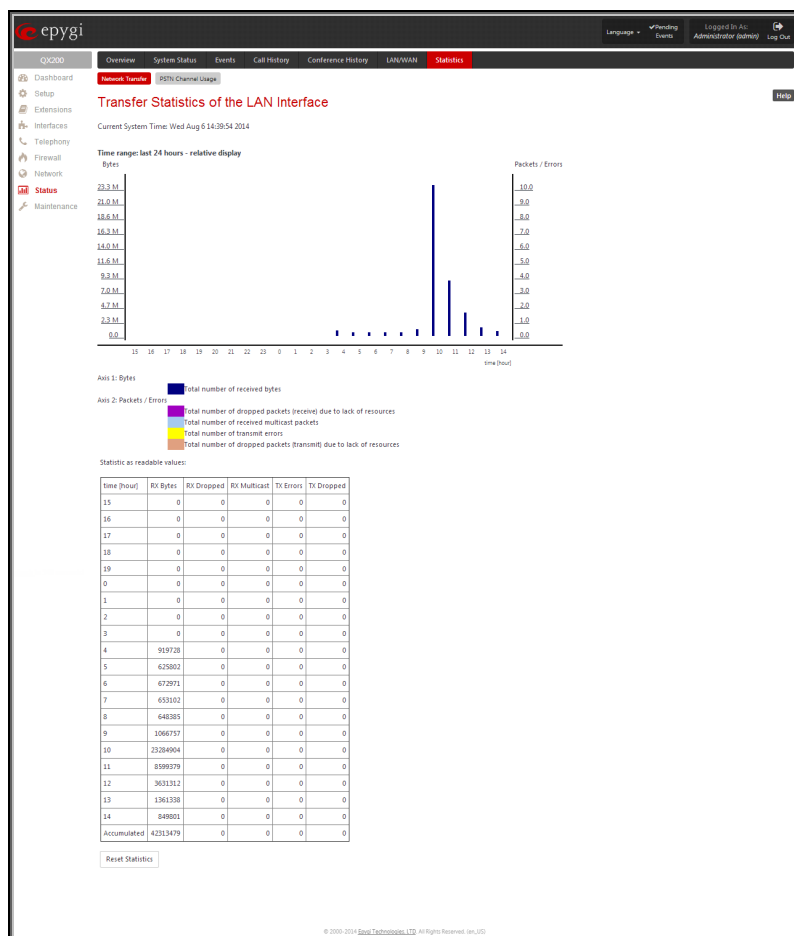 epygi
Language
Pending Events
Logged In As:
Administrator (admin)
Log Out
QX200
Overview System Status Events Call History Conference History LAN/WAN Statistics
Dashboard
Setup
Extensions
Interfaces
Telephony
Firewall
Network
Status
Maintenance
Network Transfer PSTN Channel Usage
Help
Transfer Statistics of the LAN Interface
Current System Time: Wed Aug 6 14:39:54 2014
Time range: last 24 hours - relative display
Bytes Packets / Errors
23.3 M 10.0
21.0 M 9.0
18.6 M 8.0
16.3 M 7.0
14.0 M 6.0
11.6 M 5.0
9.3 M 4.0
7.0 M 3.0
4.7 M 2.0
2.3 M 1.0
0.0 0.0
15 16 17 18 19 20 21 22 23 0 1 2 3 4 5 6 7 8 9 10 11 12 13 14
time [hour]
Axis 1: Bytes
Total number of received bytes
Axis 2: Packets / Errors
Total number of dropped packets (receive) due to lack of resources
Total number of received multicast packets
Total number of transmit errors
Total number of dropped packets (transmit) due to lack of resources
Statistic as readable values:
time [hour] RX Bytes RX Dropped RX Multicast TX Errors TX Dropped
15 0 0 0 0 0
16 0 0 0 0 0
17 0 0 0 0 0
18 0 0 0 0 0
19 0 0 0 0 0
0 0 0 0 0 0
1 0 0 0 0 0
2 0 0 0 0 0
3 0 0 0 0 0
4 919728 0 0 0 0
5 625802 0 0 0 0
6 672971 0 0 0 0
7 653102 0 0 0 0
8 648385 0 0 0 0
9 1066757 0 0 0 0
10 23284904 0 0 0 0
11 8599379 0 0 0 0
12 3631312 0 0 0 0
13 1361338 0 0 0 0
14 849801 0 0 0 0
Accumulated 42313479 0 0 0 0
Reset Statistics
© 2000-2014 Epygi Technologies, LTD. All Rights Reserved. (en_US)